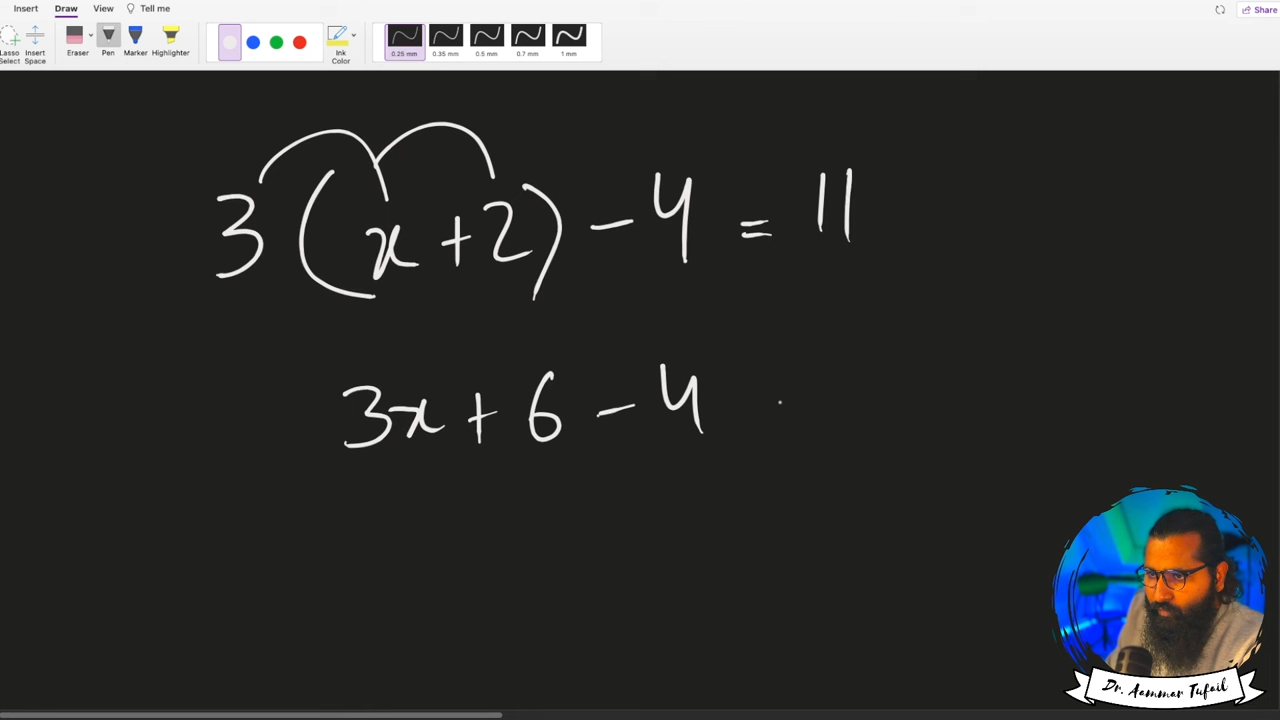 Insert Draw View Tell me
Share
Lasso Select
Insert Space
Eraser
Pen
Marker
Highlighter
Ink Color
0.25 mm
0.35 mm
0.5 mm
0.7 mm
1 mm
3(x+2)-4=11
3x+6-4
Dr. Aammar Tufail